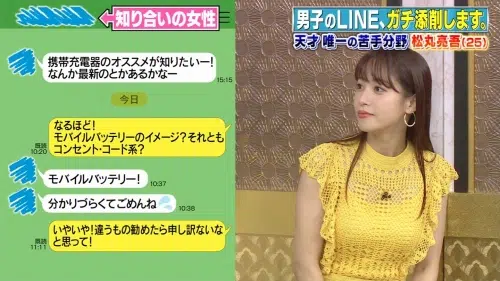 知り合いの女性
男子のLINE、ガチ添削します。
天才 唯一の苦手分野 松丸亮吾(25)
携帯充電器のオススメが知りたいー!
なんか最新のとかあるかなー
15:15
今日
なるほど!
モバイルバッテリーのイメージ?それとも
コンセント・コード系?
既読
10:20
モバイルバッテリー!
10:37
分かりづらくてごめんね💦
10:38
いやいや!違うもの勧めたら申し訳ないな
と思って!
既読
11:11